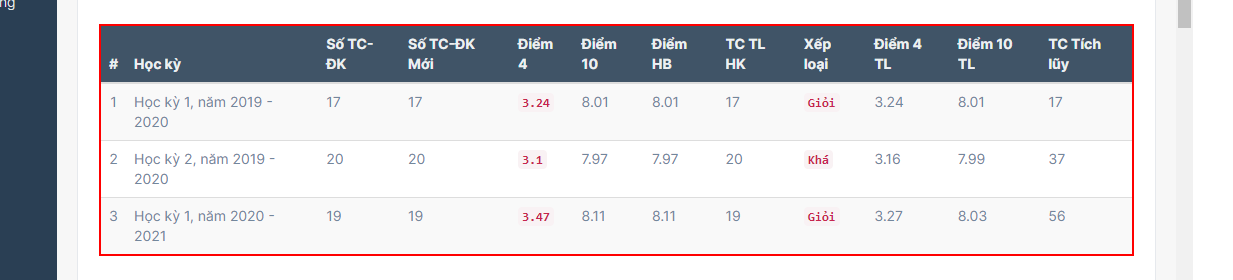 ng
# Học kỳ Số TC-ĐK Số TC-ĐK Mới Điểm 4 Điểm 10 Điểm HB TC TL HK Xếp loại Điểm 4 TL Điểm 10 TL TC Tích lũy
1 Học kỳ 1, năm 2019 - 2020 17 17 3.24 8.01 8.01 17 Giỏi 3.24 8.01 17
2 Học kỳ 2, năm 2019 - 2020 20 20 3.1 7.97 7.97 20 Khá 3.16 7.99 37
3 Học kỳ 1, năm 2020 - 2021 19 19 3.47 8.11 8.11 19 Giỏi 3.27 8.03 56